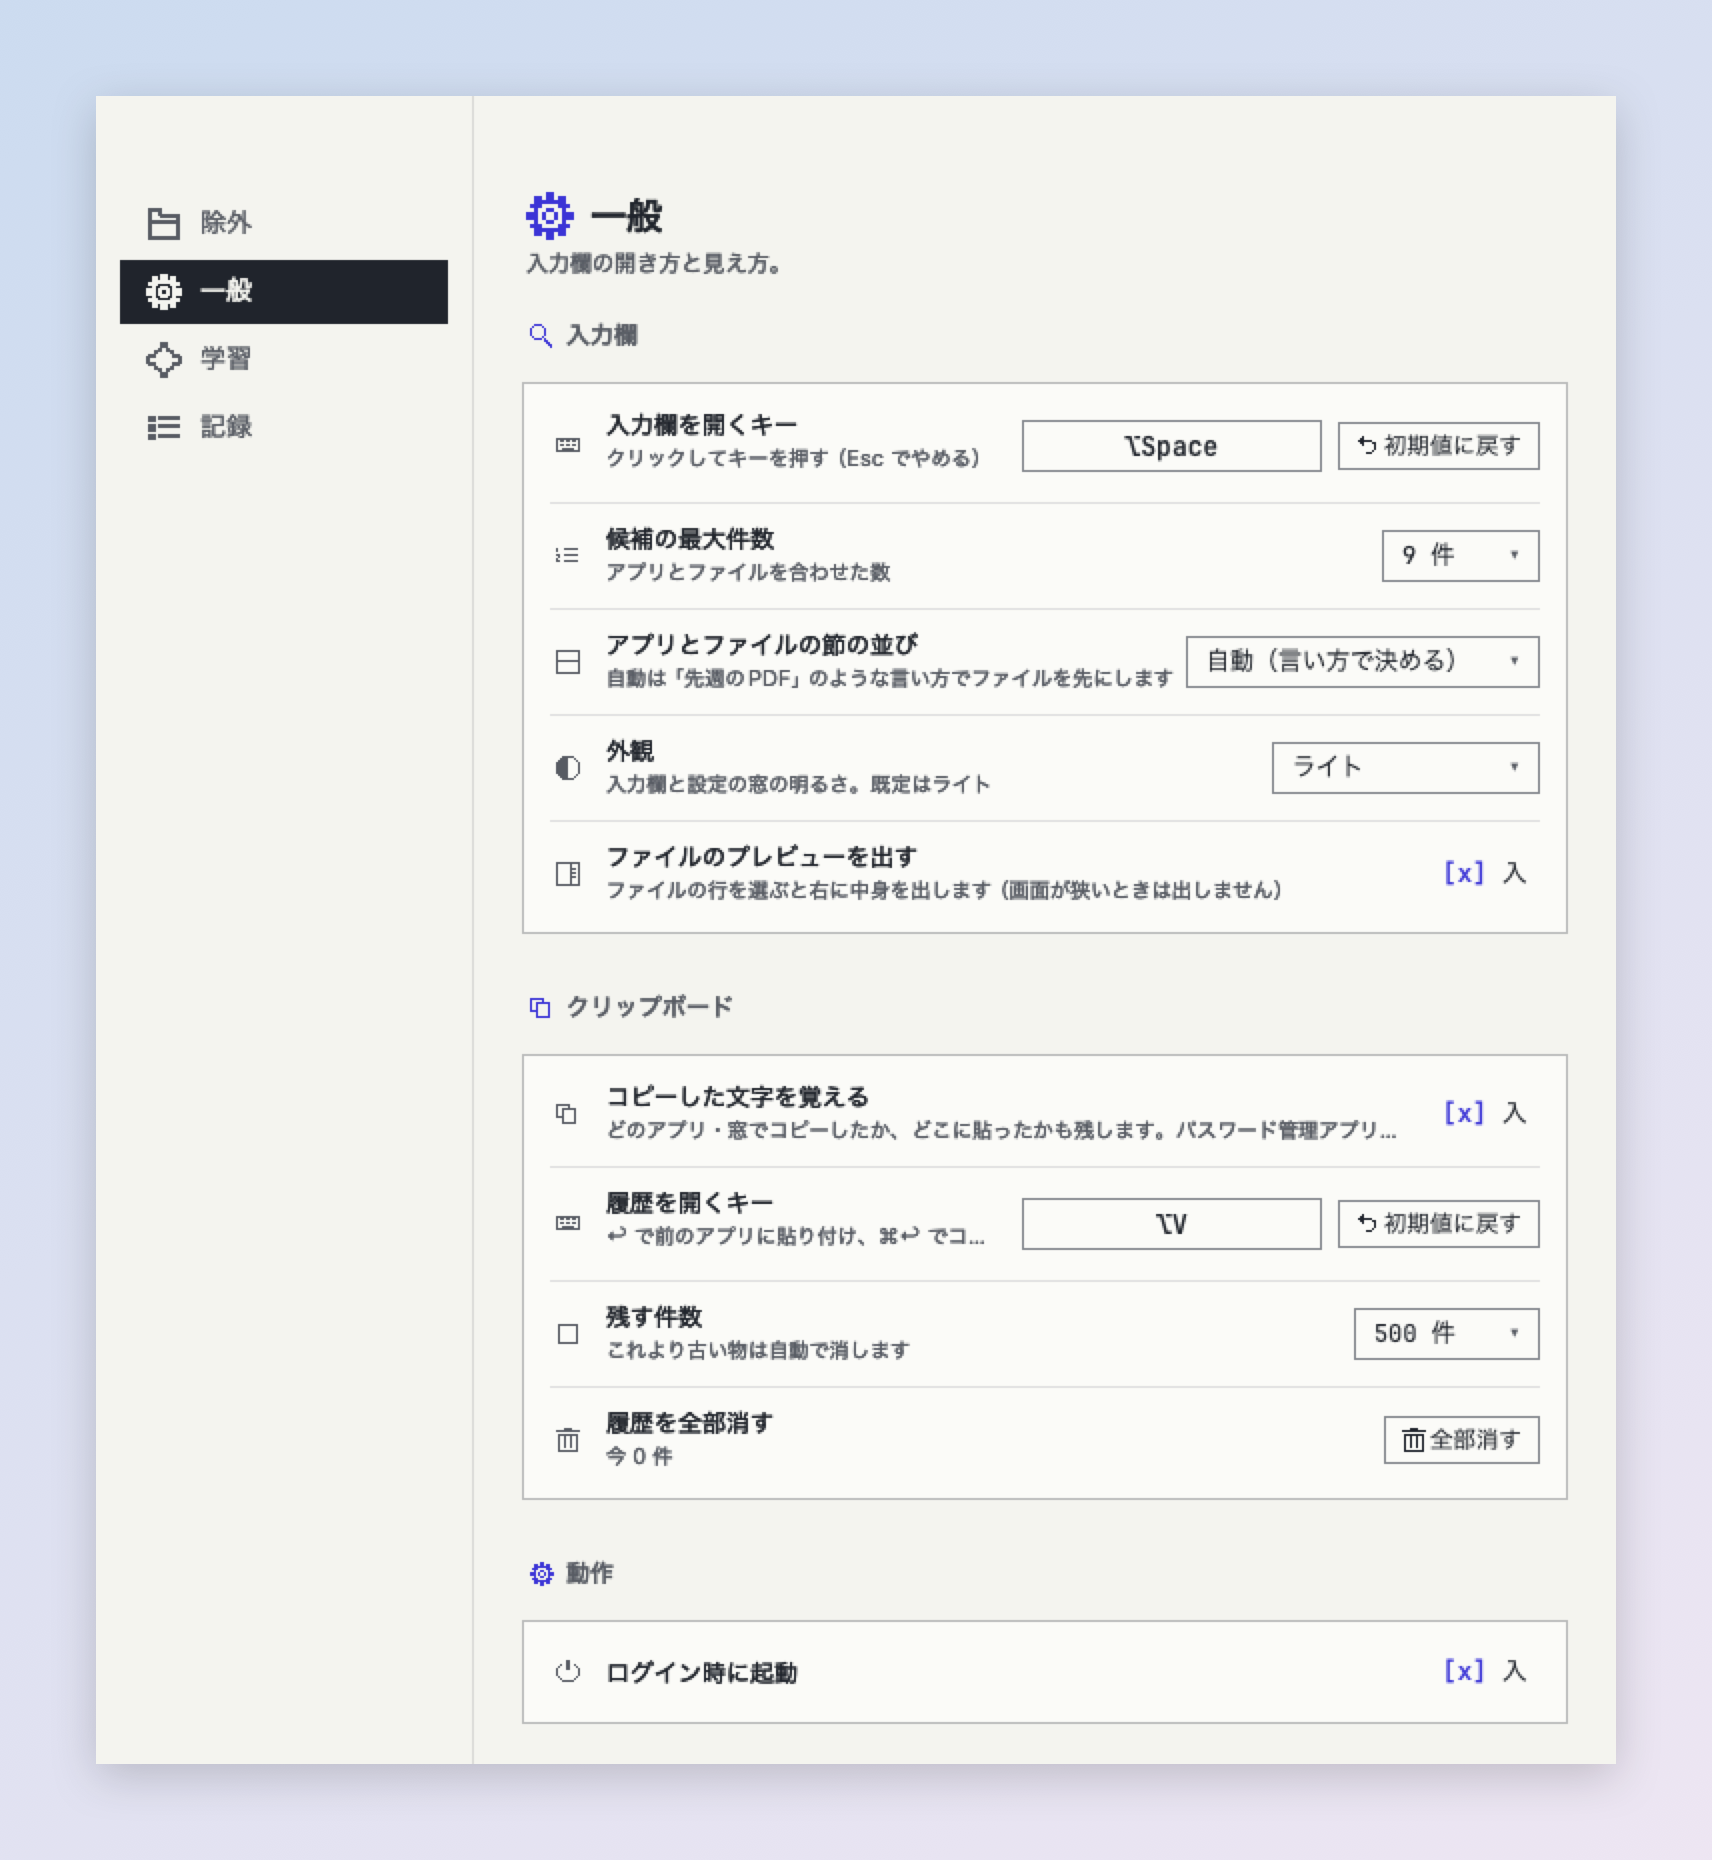 除外
一般
学習
記録
一般
入力欄の開き方と見え方。
入力欄
入力欄を開くキー
クリックしてキーを押す（Esc でやめる）
⌥Space
初期値に戻す
候補の最大件数
アプリとファイルを合わせた数
9 件
アプリとファイルの節の並び
自動は「先週のPDF」のような言い方でファイルを先にします
自動（言い方で決める）
外観
入力欄と設定の窓の明るさ。既定はライト
ライト
ファイルのプレビューを出す
ファイルの行を選ぶと右に中身を出します（画面が狭いときは出しません）
[x] 入
クリップボード
コピーした文字を覚える
どのアプリ・窓でコピーしたか、どこに貼ったかも残します。パスワード管理アプリ…
[x] 入
履歴を開くキー
↩ で前のアプリに貼り付け、⌘↩ でコ…
⌥V
初期値に戻す
残す件数
これより古い物は自動で消します
500 件
履歴を全部消す
今 0 件
全部消す
動作
ログイン時に起動
[x] 入